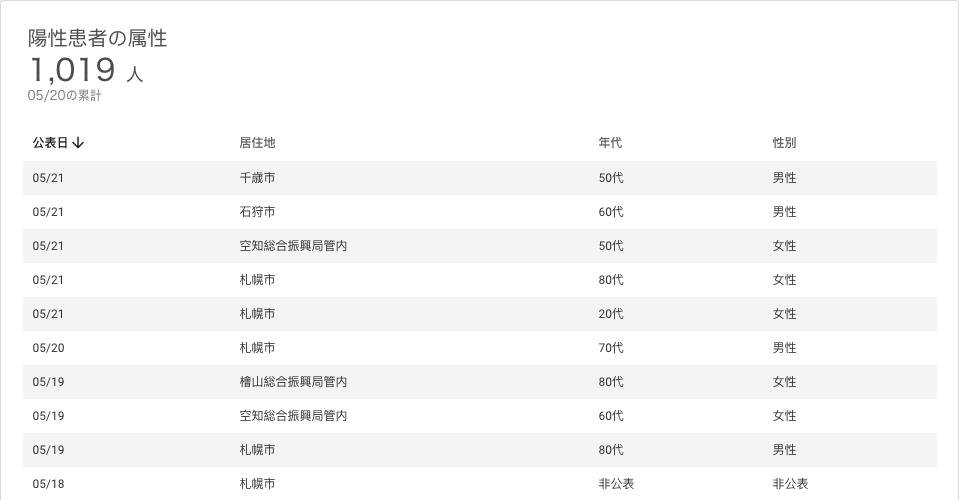 陽性患者の属性
1,019 人
05/20の累計
公表日 居住地 年代 性別
05/21 千歳市 50代 男性
05/21 石狩市 60代 男性
05/21 空知総合振興局管内 50代 女性
05/21 札幌市 80代 女性
05/21 札幌市 20代 女性
05/20 札幌市 70代 男性
05/19 檜山総合振興局管内 80代 女性
05/19 空知総合振興局管内 60代 女性
05/19 札幌市 80代 男性
05/18 札幌市 非公表 非公表